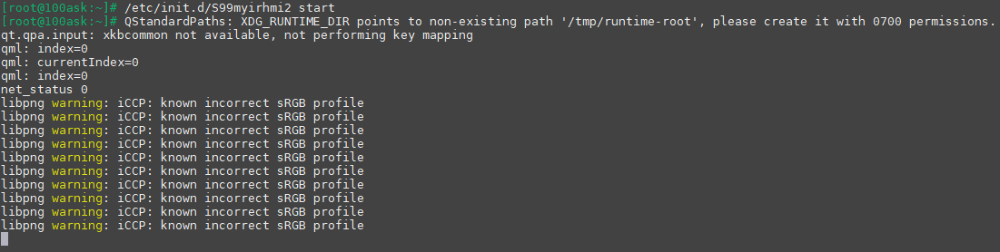 [root@100ask:~]# /etc/init.d/S99myirhmi2 start
[root@100ask:~]# QStandardPaths: XDG_RUNTIME_DIR points to non-existing path '/tmp/runtime-root', please create it with 0700 permissions.
qt.qpa.input: xkbcommon not available, not performing key mapping
qml: index=0
qml: currentIndex=0
qml: index=0
net_status 0
libpng warning: iCCP: known incorrect sRGB profile
libpng warning: iCCP: known incorrect sRGB profile
libpng warning: iCCP: known incorrect sRGB profile
libpng warning: iCCP: known incorrect sRGB profile
libpng warning: iCCP: known incorrect sRGB profile
libpng warning: iCCP: known incorrect sRGB profile
libpng warning: iCCP: known incorrect sRGB profile
libpng warning: iCCP: known incorrect sRGB profile
libpng warning: iCCP: known incorrect sRGB profile
libpng warning: iCCP: known incorrect sRGB profile